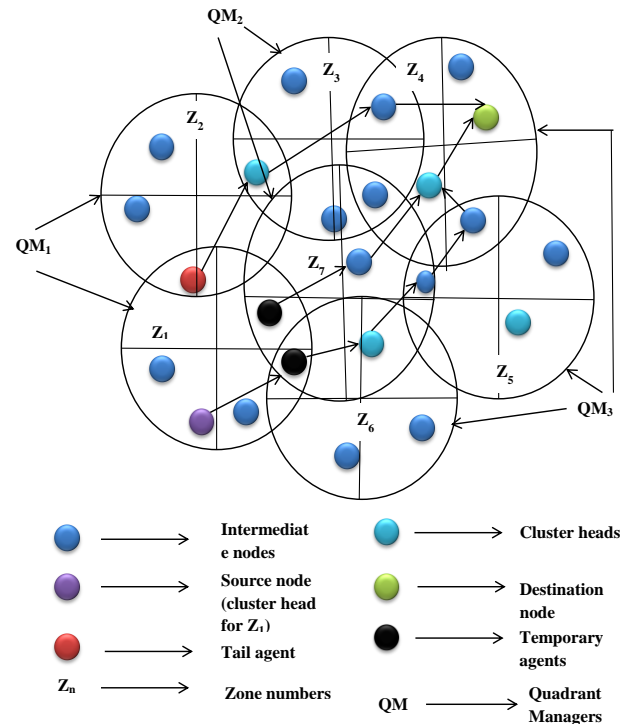 QM₂
Z₃
Z₄
Z₂
QM₁
Z₇
Z₁
Z₅
QM₃
Z₆
Intermediat
e nodes
Cluster heads
Source node
(cluster head
for Z₁)
Destination
node
Tail agent
Temporary
agents
Zₙ
Zone numbers
QM
Quadrant
Managers